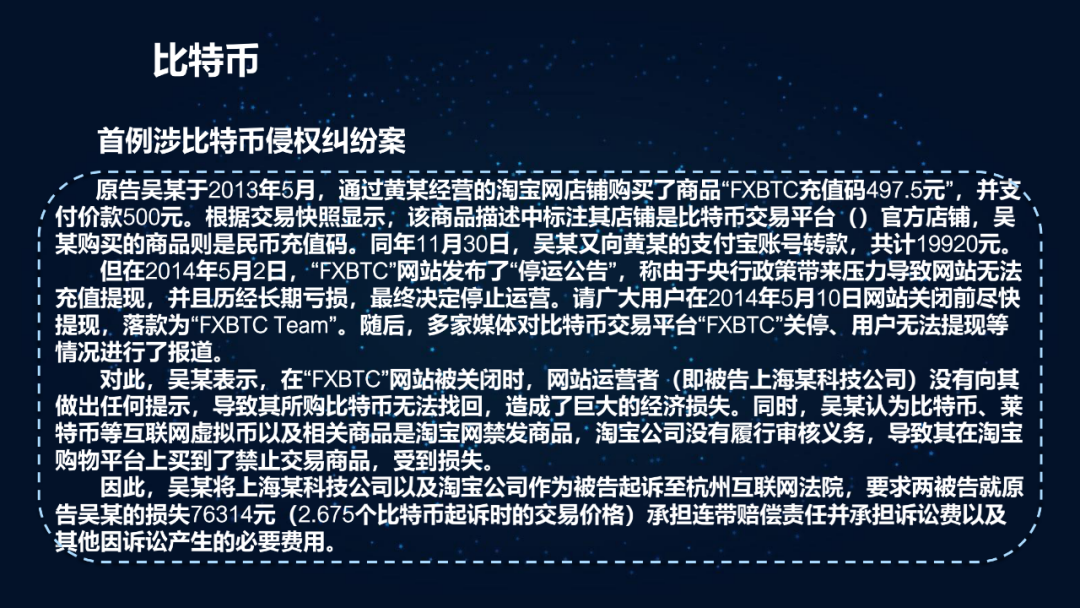 比特币
首例涉比特币侵权纠纷案
原告吴某于2013年5月，通过黄某经营的淘宝网店铺购买了商品“FXBTC充值码497.5元”，并支
付价款500元。根据交易快照显示，该商品描述中标注其店铺是比特币交易平台（）官方店铺，吴
某购买的商品则是民币充值码。同年11月30日，吴某又向黄某的支付宝账号转款，共计19920元。
但在2014年5月2日，“FXBTC”网站发布了“停运公告”，称由于央行政策带来压力导致网站无法
充值提现，并且历经长期亏损，最终决定停止运营。请广大用户在2014年5月10日网站关闭前尽快
提现，落款为“FXBTC Team”。随后，多家媒体对比特币交易平台“FXBTC”关停、用户无法提现等
情况进行了报道。
对此，吴某表示，在“FXBTC”网站被关闭时，网站运营者（即被告上海某科技公司）没有向其
做出任何提示，导致其所购比特币无法找回，造成了巨大的经济损失。同时，吴某认为比特币、莱
特币等互联网虚拟币以及相关商品是淘宝网禁发商品，淘宝公司没有履行审核义务，导致其在淘宝
购物平台上买到了禁止交易商品，受到损失。
因此，吴某将上海某科技公司以及淘宝公司作为被告起诉至杭州互联网法院，要求两被告就原
告吴某的损失76314元（2.675个比特币起诉时的交易价格）承担连带赔偿责任并承担诉讼费以及
其他因诉讼产生的必要费用。